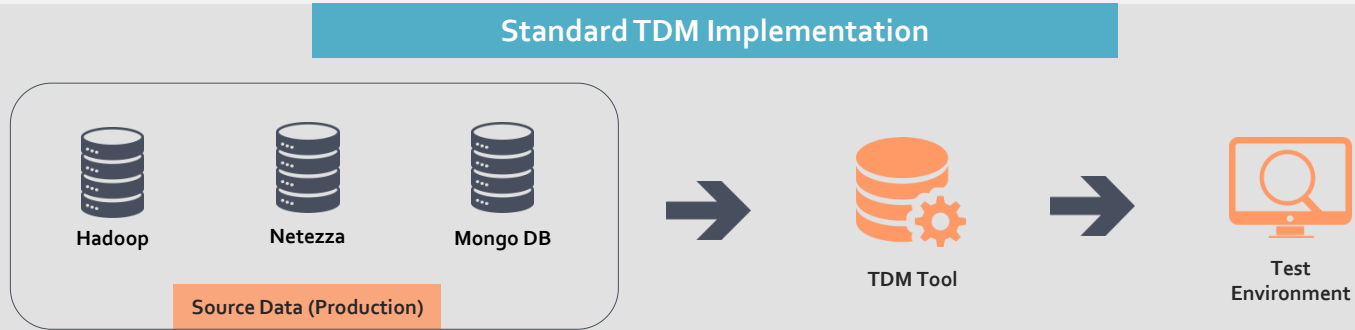 Standard TDM Implementation
Hadoop
Netezza
Mongo DB
Source Data (Production)
TDM Tool
Test
Environment